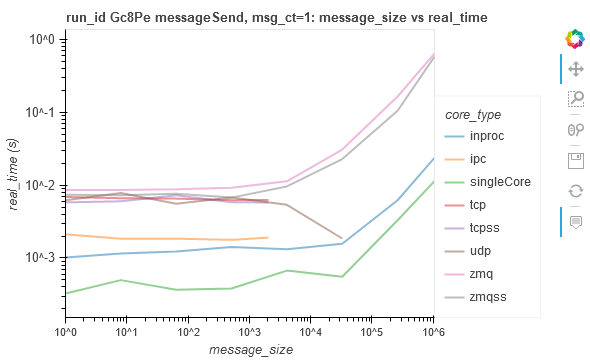 run_id Gc8Pe messageSend, msg_ct=1: message_size vs real_time
10^0
10^-1
10^-2
10^-3
real_time (s)
10^0 10^1 10^2 10^3 10^4 10^5 10^6
message_size
core_type
inproc
ipc
singleCore
tcp
tcpss
udp
zmq
zmqss